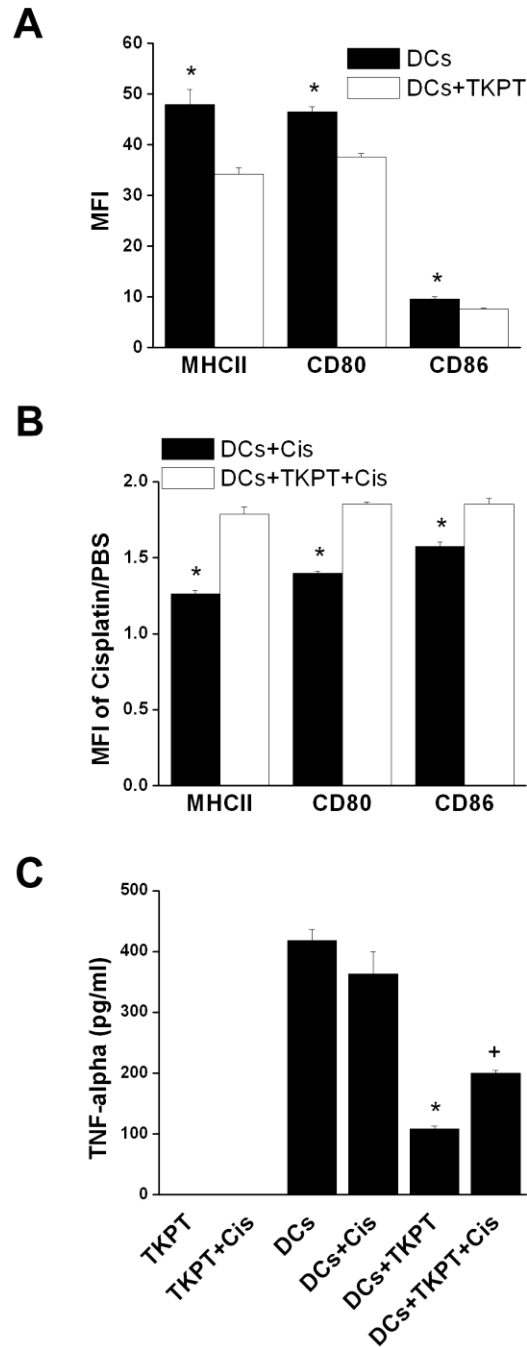 A
60
50
40
30
20
10
0
MFI
*
*
*
DCs
DCs+TKPT
MHCII CD80 CD86
B
DCs+Cis
DCs+TKPT+Cis
2.0
1.5
1.0
0.5
0.0
MFI of Cisplatin/PBS
*
*
*
MHCII CD80 CD86
C
500
400
300
200
100
0
TNF-alpha (pg/ml)
*
+
TKPT
TKPT+Cis
DCs
DCs+Cis
DCs+TKPT
DCs+TKPT+Cis